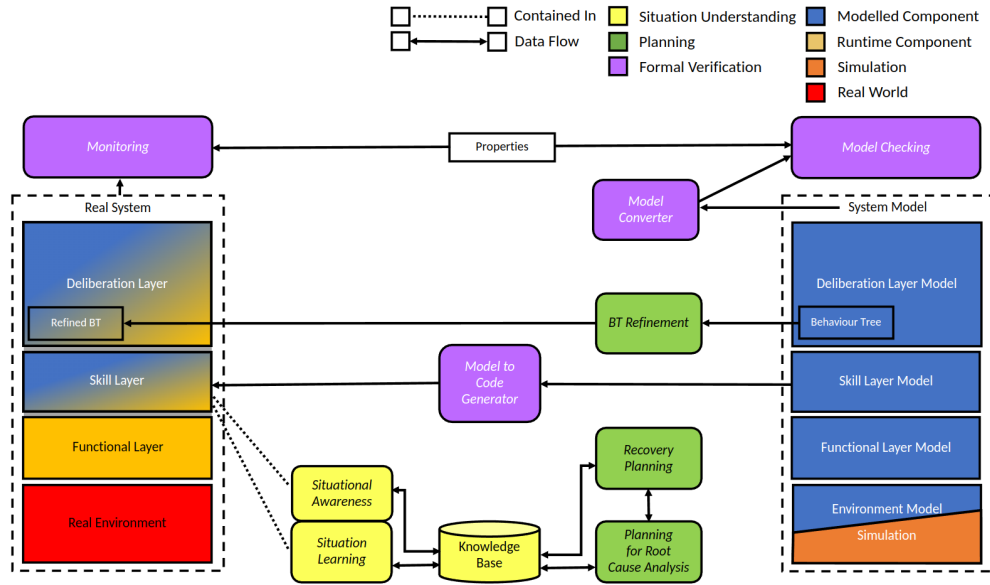 Contained In
Data Flow
Situation Understanding
Planning
Formal Verification
Modelled Component
Runtime Component
Simulation
Real World
Monitoring
Properties
Model Checking
Model
Converter
Real System
System Model
Deliberation Layer
Refined BT
BT Refinement
Deliberation Layer Model
Behaviour Tree
Skill Layer
Model to
Code
Generator
Skill Layer Model
Functional Layer
Functional Layer Model
Real Environment
Situational
Awareness
Situation
Learning
Knowledge
Base
Recovery
Planning
Planning
for Root
Cause Analysis
Environment Model
Simulation